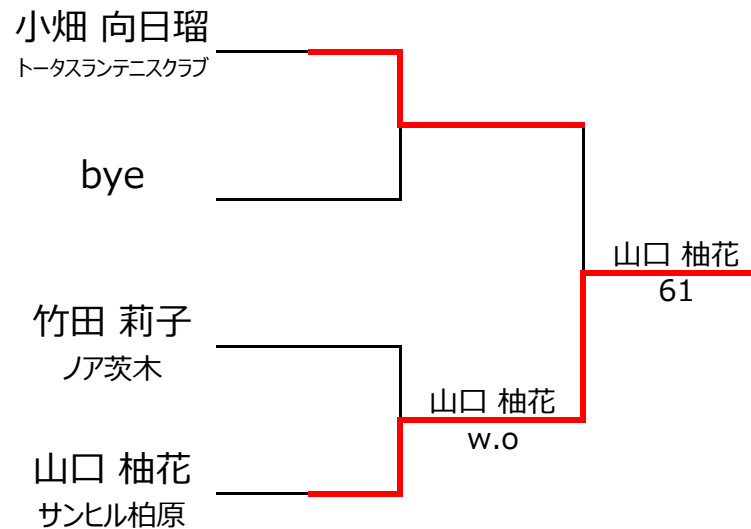 小畑 向日瑠
トータスランテニスクラブ
bye
竹田 莉子
ノア茨木
山口 柚花
サンヒル柏原
山口 柚花
w.o
山口 柚花
61